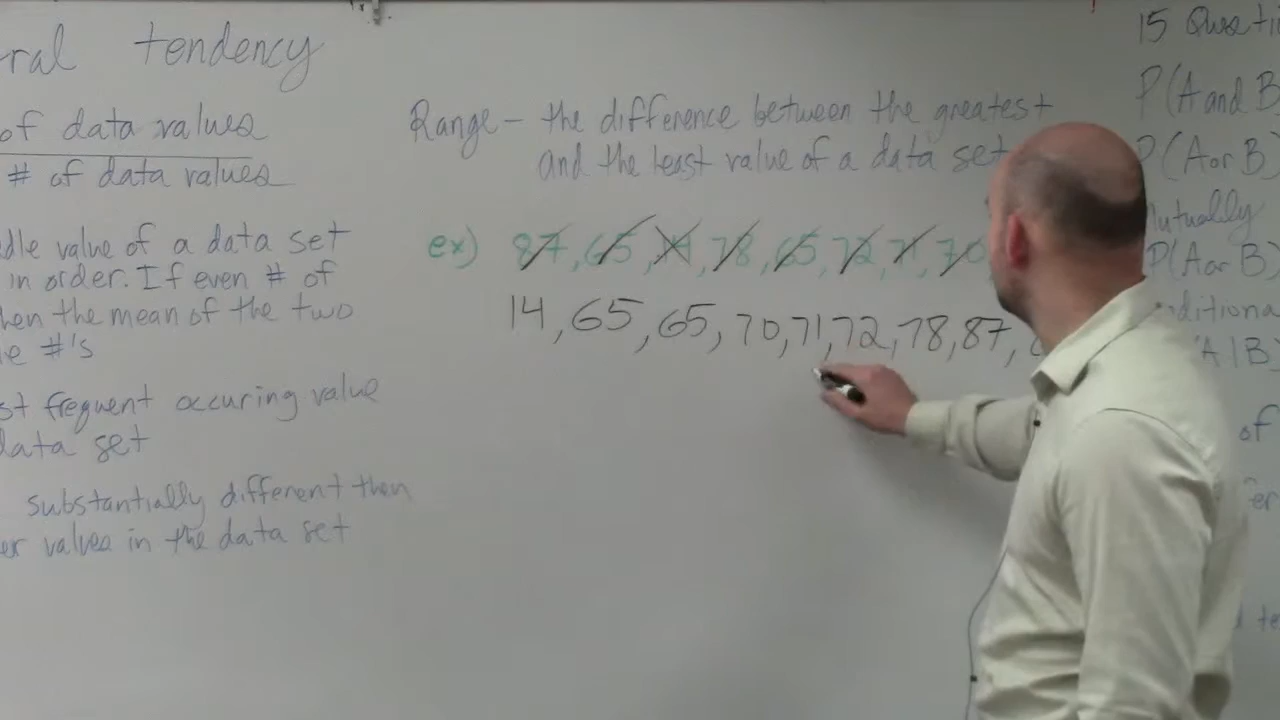 ral tendency
of data values
# of data values
dle value of a data set
in order. If even # of
hen the mean of the two
le #'s
st frequent occuring value
data set
substantially different then
er values in the data set
Range - the difference between the greatest
and the least value of a data set
ex) 87, 65, 14, 78, 65, 72, 71, 70
14, 65, 65, 70, 71, 72, 78, 87,
15 Questi
P(A and B
P(A or B)
Mutually
P(A or B)
nditiona
A|B)
of